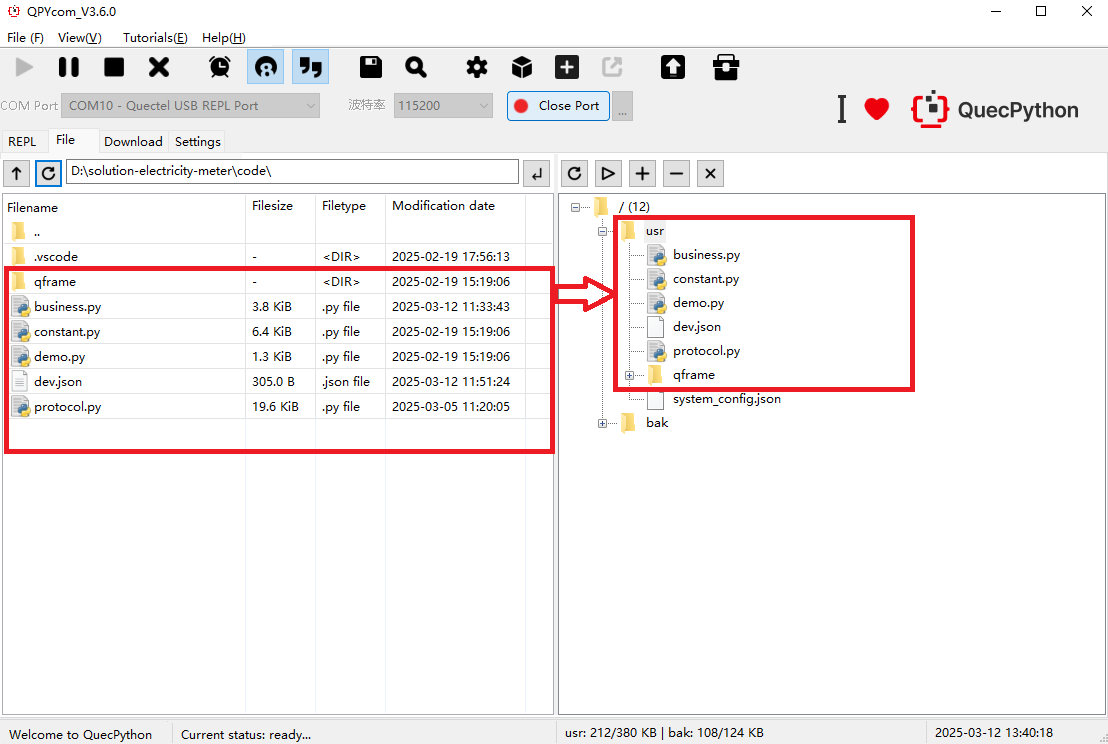 QPYcom_V3.6.0
File (F) View(V) Tutorials(E) Help(H)
COM Port COM10 - Quectel USB REPL Port 波特率 115200 Close Port ... I QuecPython
REPL File Download Settings
D:\solution-electricity-meter\code\
Filename Filesize Filetype Modification date
..
.vscode - <DIR> 2025-02-19 17:56:13
qframe - <DIR> 2025-02-19 15:19:06
business.py 3.8 KiB .py file 2025-03-12 11:33:43
constant.py 6.4 KiB .py file 2025-02-19 15:19:06
demo.py 1.3 KiB .py file 2025-02-19 15:19:06
dev.json 305.0 B .json file 2025-03-12 11:51:24
protocol.py 19.6 KiB .py file 2025-03-05 11:20:05
/ (12)
usr
business.py
constant.py
demo.py
dev.json
protocol.py
qframe
system_config.json
bak
Welcome to QuecPython Current status: ready... usr: 212/380 KB | bak: 108/124 KB 2025-03-12 13:40:18